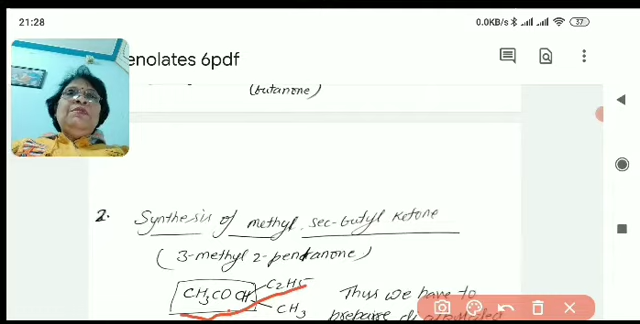 21:28
0.0KB/s
37
enolates 6pdf
(butanone)
2. Synthesis of methyl sec-butyl Ketone
(3-methyl 2-pentanone)
CH3CO CH C2H5
CH3
Thus we have to
prepare